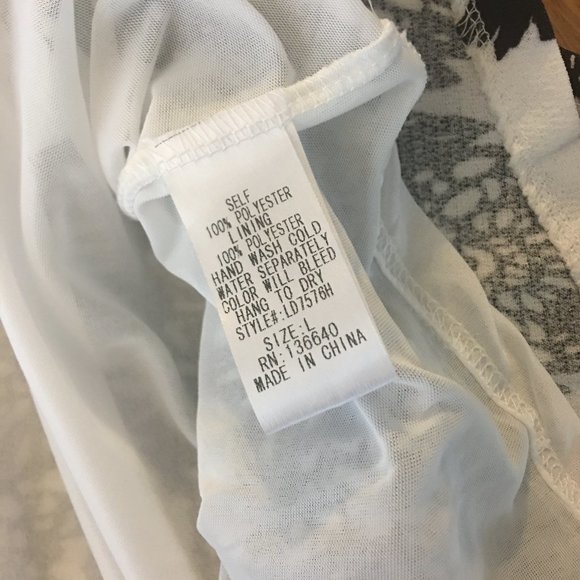 SELF
100% POLYESTER
LINING
100% POLYESTER
HAND WASH COLD
WATER SEPARATELY
COLOR WILL BLEED
HANG TO DRY
STYLE#:LD7576H
SIZE:L
RN:136640
MADE IN CHINA